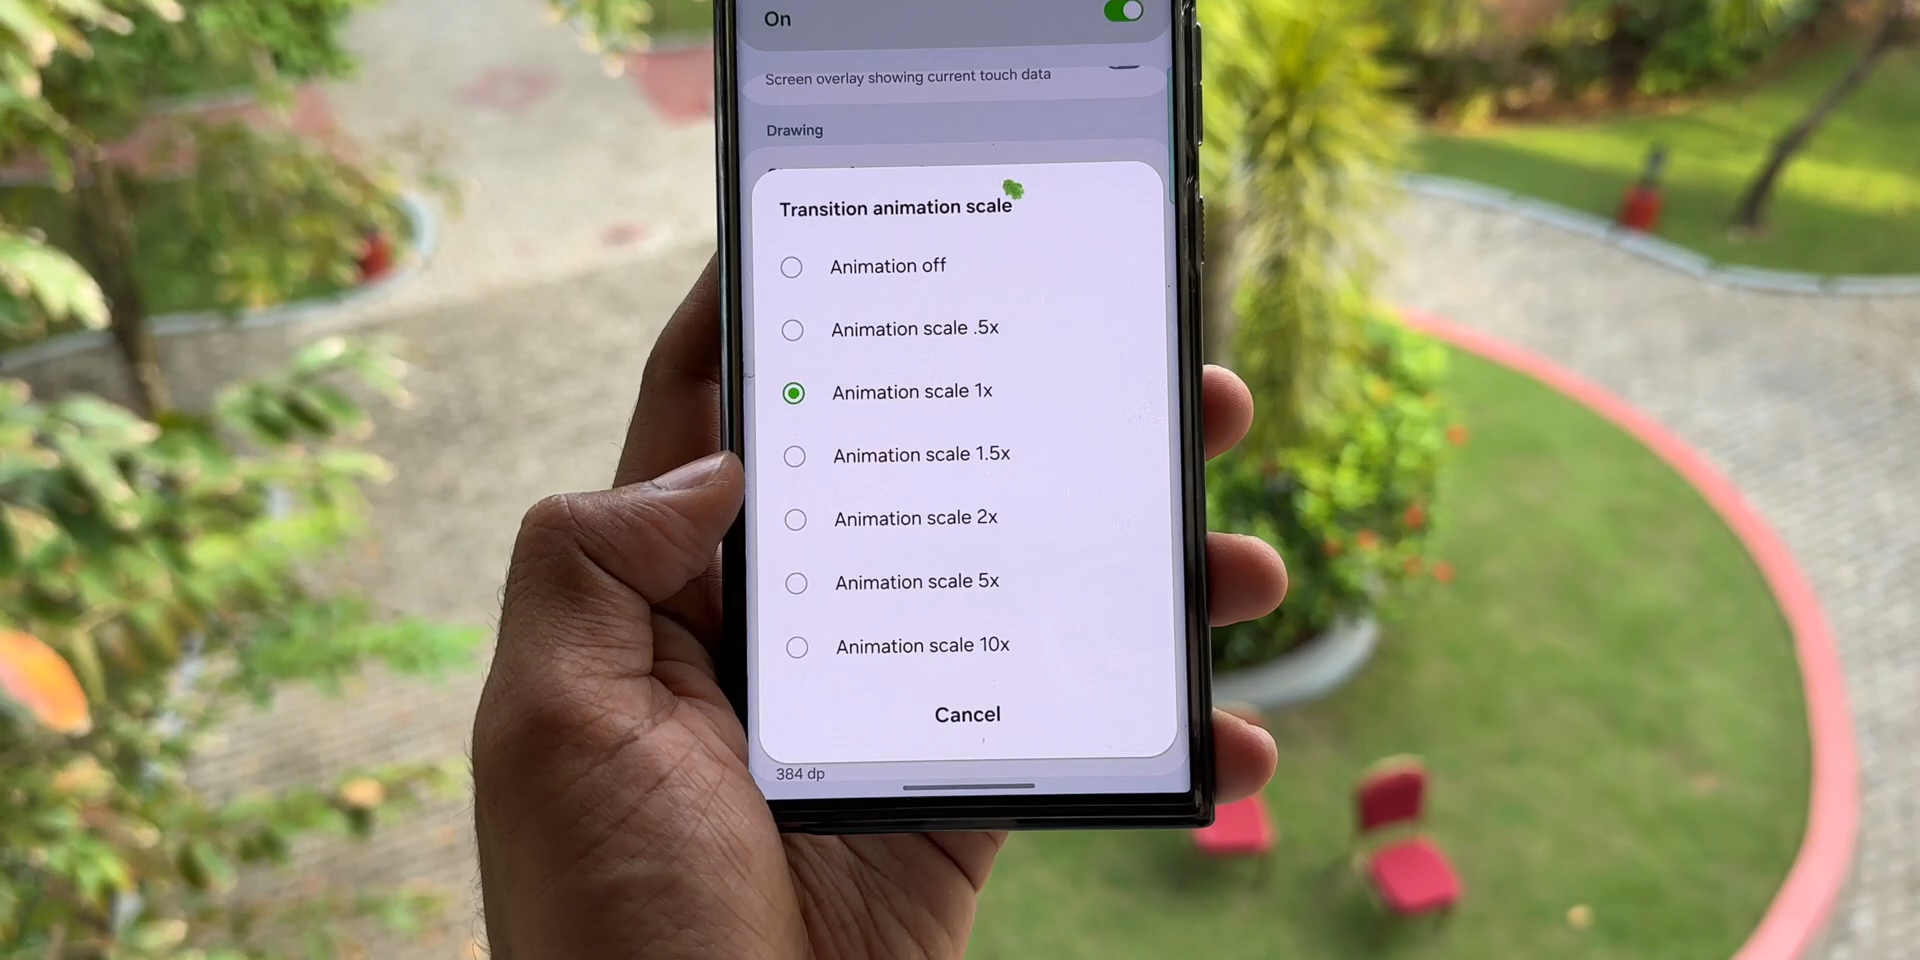 On
Screen overlay showing current touch data
Drawing
Transition animation scale
Animation off
Animation scale .5x
Animation scale 1x
Animation scale 1.5x
Animation scale 2x
Animation scale 5x
Animation scale 10x
Cancel
384 dp